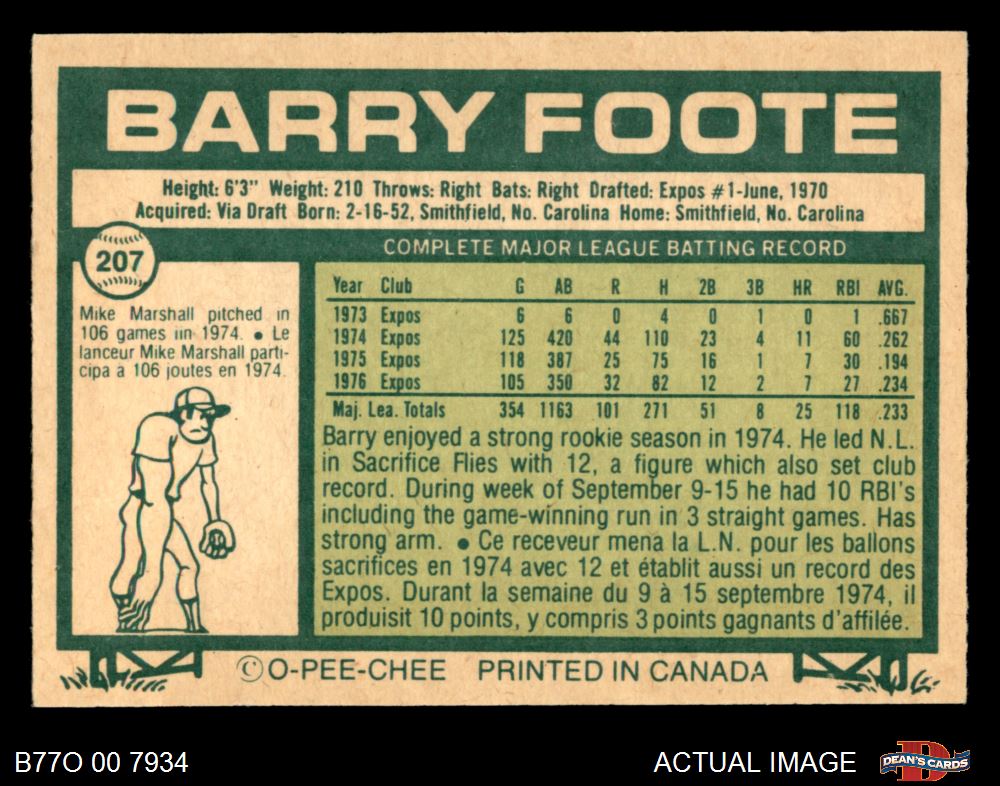 BARRY FOOTE
Height: 6'3" Weight: 210 Throws: Right Bats: Right Drafted: Expos #1-June, 1970
Acquired: Via Draft Born: 2-16-52, Smithfield, No. Carolina Home: Smithfield, No. Carolina
207
COMPLETE MAJOR LEAGUE BATTING RECORD
Mike Marshall pitched in
106 games iin 1974. • Le
lanceur Mike Marshall parti-
cipa à 106 joutes en 1974.
Year Club G AB R H 2B 3B HR RBI AVG.
1973 Expos 6 6 0 4 0 1 0 1 .667
1974 Expos 125 420 44 110 23 4 11 60 .262
1975 Expos 118 387 25 75 16 1 7 30 .194
1976 Expos 105 350 32 82 12 2 7 27 .234
Maj. Lea. Totals 354 1163 101 271 51 8 25 118 .233
Barry enjoyed a strong rookie season in 1974. He led N.L.
in Sacrifice Flies with 12, a figure which also set club
record. During week of September 9-15 he had 10 RBI's
including the game-winning run in 3 straight games. Has
strong arm. • Ce receveur mena la L.N. pour les ballons
sacrifices en 1974 avec 12 et établit aussi un record des
Expos. Durant la semaine du 9 à 15 septembre 1974, il
produisit 10 points, y compris 3 points gagnants d'affilée.
© O-PEE-CHEE PRINTED IN CANADA
B77O 00 7934
ACTUAL IMAGE
D
DEAN'S CARDS